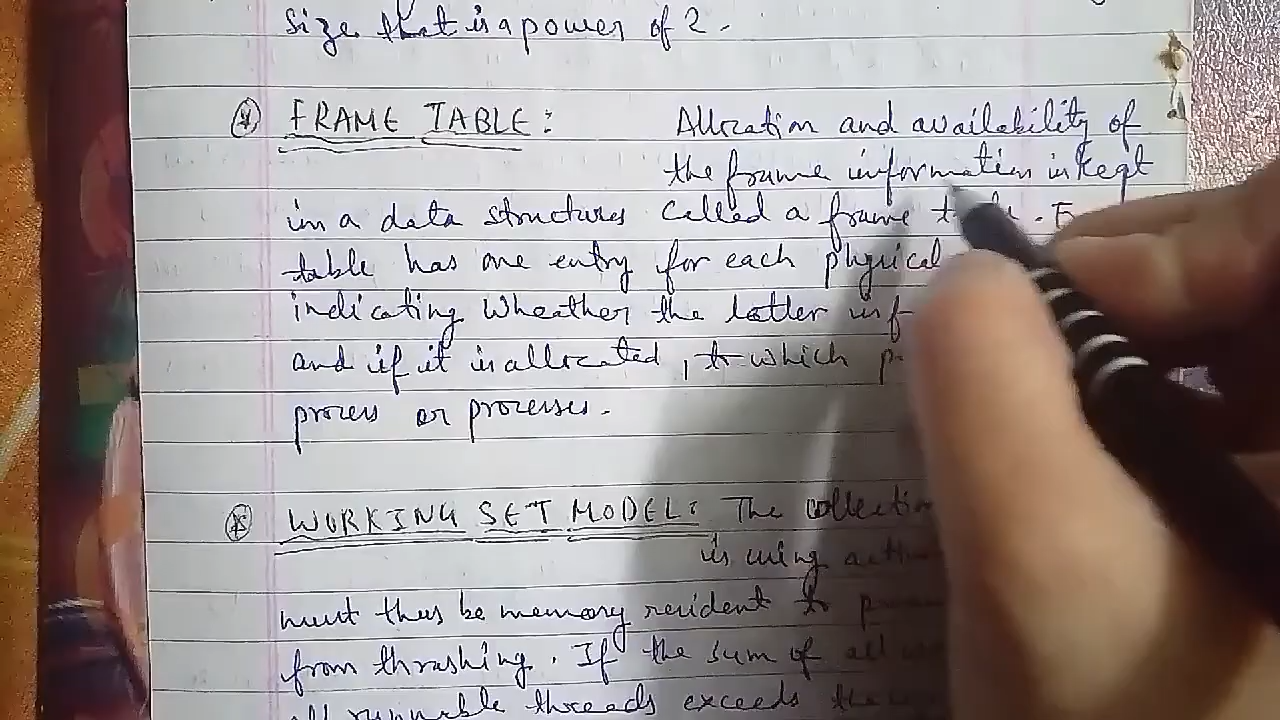 size that is a power of 2.
FRAME TABLE: Allocation and availability of
the frame information is kept
in a data structures called a frame
table has one entry for each physical
indicating wheather the latter is f
and if it is allocated, to which
process or processes.
WORKING SET MODEL: The collection
is using
must thus be memory resident to
from thrashing. If the sum of all
all runnable threads exceeds the